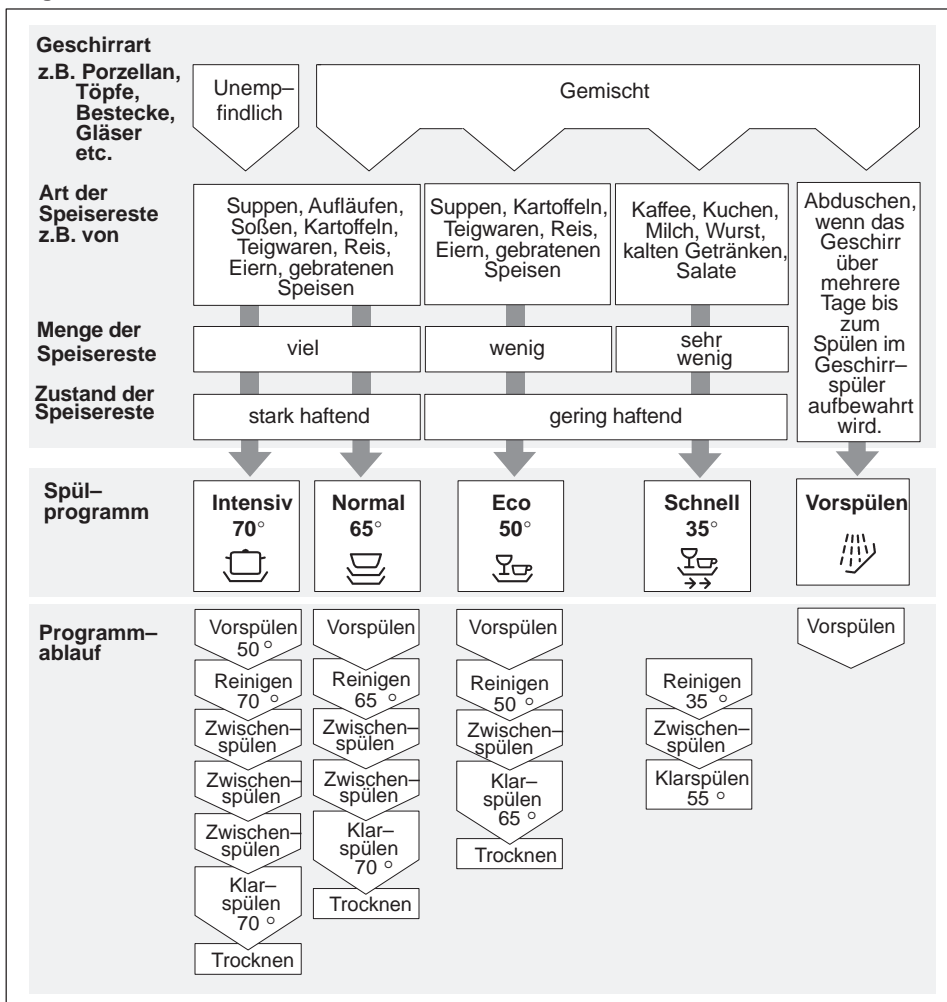 Geschirrart
z.B. Porzellan,
Töpfe,
Bestecke,
Gläser
etc.
Unemp–
findlich
Gemischt
Art der
Speisereste
z.B. von
Suppen, Aufläufen,
Soßen, Kartoffeln,
Teigwaren, Reis,
Eiern, gebratenen
Speisen
Suppen, Kartoffeln,
Teigwaren, Reis,
Eiern, gebratenen
Speisen
Kaffee, Kuchen,
Milch, Wurst,
kalten Getränken,
Salate
Abduschen,
wenn das
Geschirr
über
mehrere
Tage bis
zum
Spülen im
Geschirr–
spüler
aufbewahrt
wird.
Menge der
Speisereste
viel
wenig
sehr
wenig
Zustand der
Speisereste
stark haftend
gering haftend
Spül–
programm
Intensiv
70°
Normal
65°
Eco
50°
Schnell
35°
Vorspülen
Programm–
ablauf
Vorspülen
50 °
Reinigen
70 °
Zwischen–
spülen
Zwischen–
spülen
Zwischen–
spülen
Klar–
spülen
70 °
Trocknen
Vorspülen
Reinigen
65 °
Zwischen–
spülen
Zwischen–
spülen
Klar–
spülen
70 °
Trocknen
Vorspülen
Reinigen
50 °
Zwischen–
spülen
Klar–
spülen
65 °
Trocknen
Reinigen
35 °
Zwischen–
spülen
Klarspülen
55 °
Vorspülen